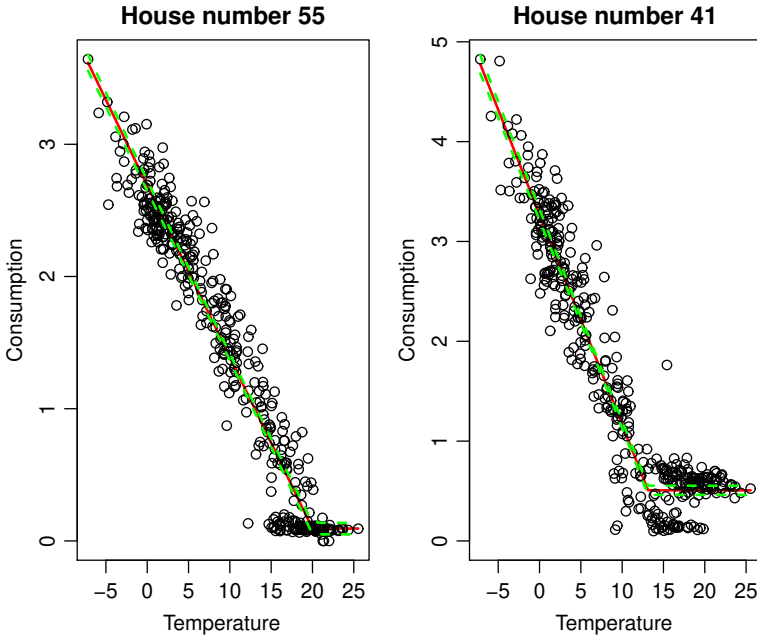 House number 55
Consumption
0 1 2 3
−5 0 5 10 15 20 25
Temperature
House number 41
Consumption
0 1 2 3 4 5
−5 0 5 10 15 20 25
Temperature